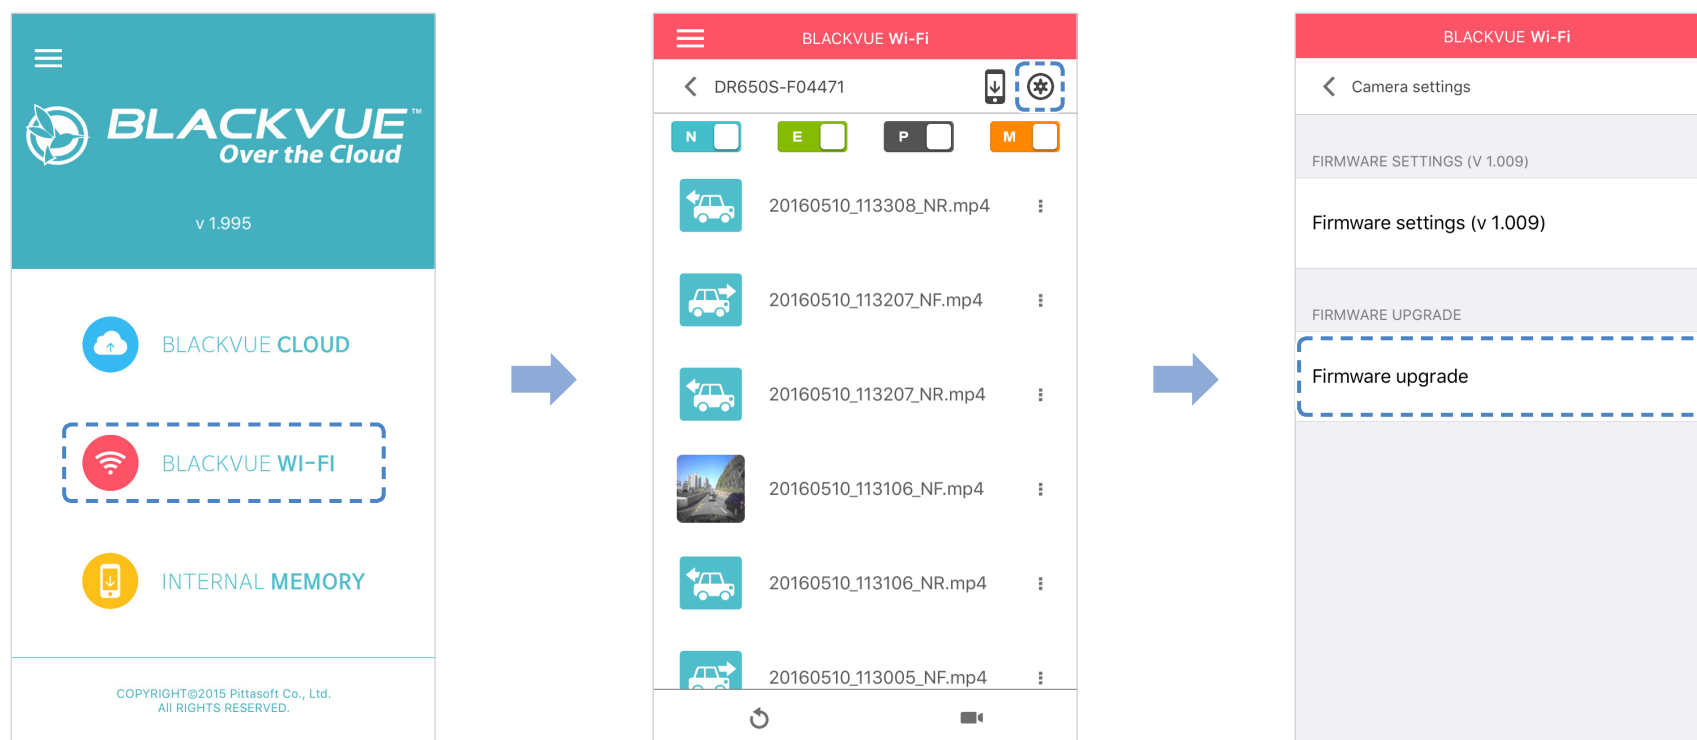 BLACKVUE™
Over the Cloud
v 1.995
BLACKVUE CLOUD
BLACKVUE WI-FI
INTERNAL MEMORY
COPYRIGHT©2015 Pittasoft Co., Ltd.
All RIGHTS RESERVED.
BLACKVUE Wi-Fi
DR650S-F04471
N E P M
20160510_113308_NR.mp4
20160510_113207_NF.mp4
20160510_113207_NR.mp4
20160510_113106_NF.mp4
20160510_113106_NR.mp4
20160510_113005_NF.mp4
BLACKVUE Wi-Fi
Camera settings
FIRMWARE SETTINGS (V 1.009)
Firmware settings (v 1.009)
FIRMWARE UPGRADE
Firmware upgrade